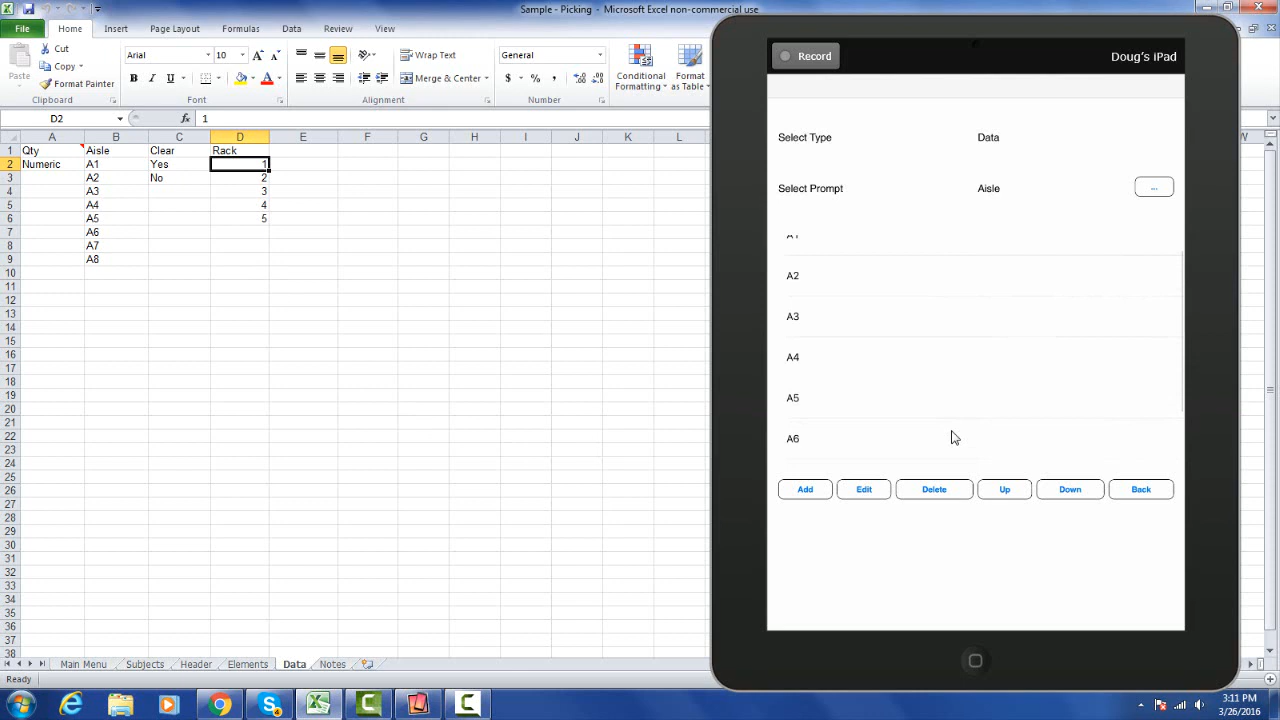 Sample - Picking - Microsoft Excel non-commercial use
File Home Insert Page Layout Formulas Data Review View
Paste
Cut
Copy
Format Painter
Clipboard
Arial 10
B I U
Font
Wrap Text
Merge & Center
Alignment
General
$ % ,
Number
Conditional Formatting
Format as Table
D2 fx 1
A B C D E F G H I J K L W
1 Qty Aisle Clear Rack
2 Numeric A1 Yes 1
3 A2 No 2
4 A3 3
5 A4 4
6 A5 5
7 A6
8 A7
9 A8
10
11
12
13
14
15
16
17
18
19
20
21
22
23
24
25
26
27
28
29
30
31
32
33
34
35
36
37
38
Main Menu Subjects Header Elements Data Notes
Ready
Record Doug's iPad
Select Type Data
Select Prompt Aisle ...
A1
A2
A3
A4
A5
A6
Add Edit Delete Up Down Back
3:11 PM
3/26/2016